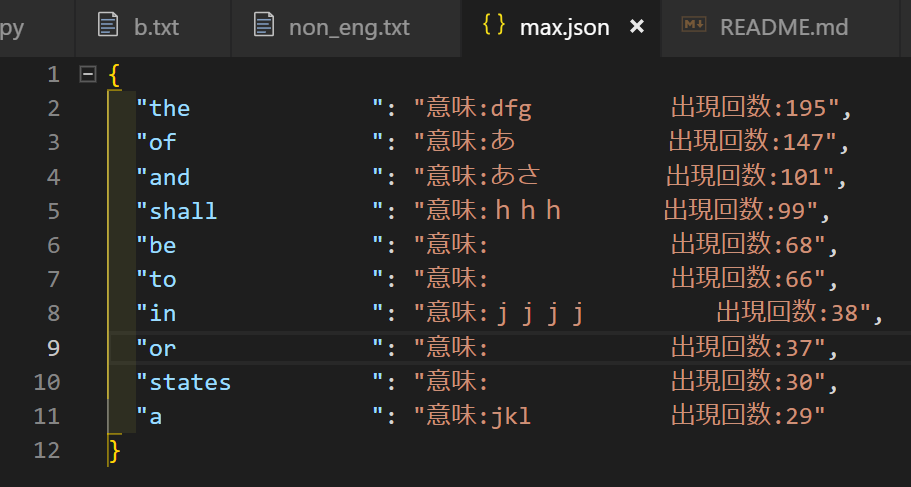 py b.txt non_eng.txt max.json × README.md
1 {
2 "the             ": "意味:dfg          出現回数:195",
3 "of              ": "意味:あ           出現回数:147",
4 "and             ": "意味:あさ         出現回数:101",
5 "shall           ": "意味:ｈｈｈ       出現回数:99",
6 "be              ": "意味:             出現回数:68",
7 "to              ": "意味:             出現回数:66",
8 "in              ": "意味:ｊｊｊｊ         出現回数:38",
9 "or              ": "意味:             出現回数:37",
10 "states          ": "意味:             出現回数:30",
11 "a               ": "意味:jkl          出現回数:29"
12 }